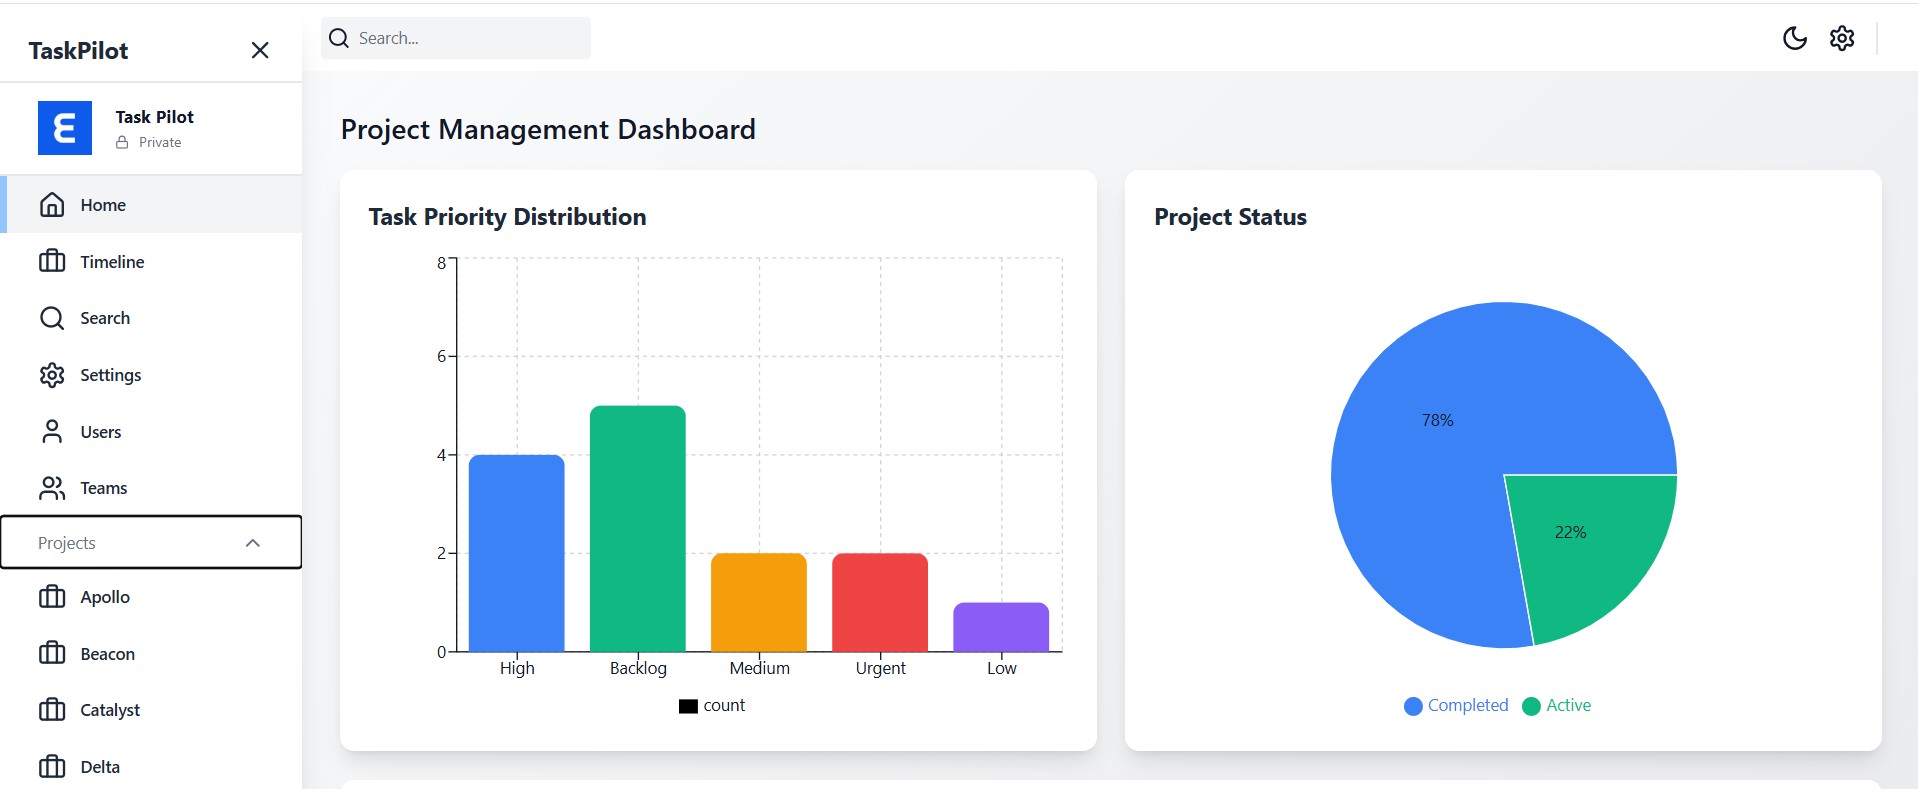 TaskPilot
Search...
Task Pilot
Private
Home
Timeline
Search
Settings
Users
Teams
Projects
Apollo
Beacon
Catalyst
Delta
Project Management Dashboard
Task Priority Distribution
8
6
4
2
0
High Backlog Medium Urgent Low
count
Project Status
78%
22%
Completed Active